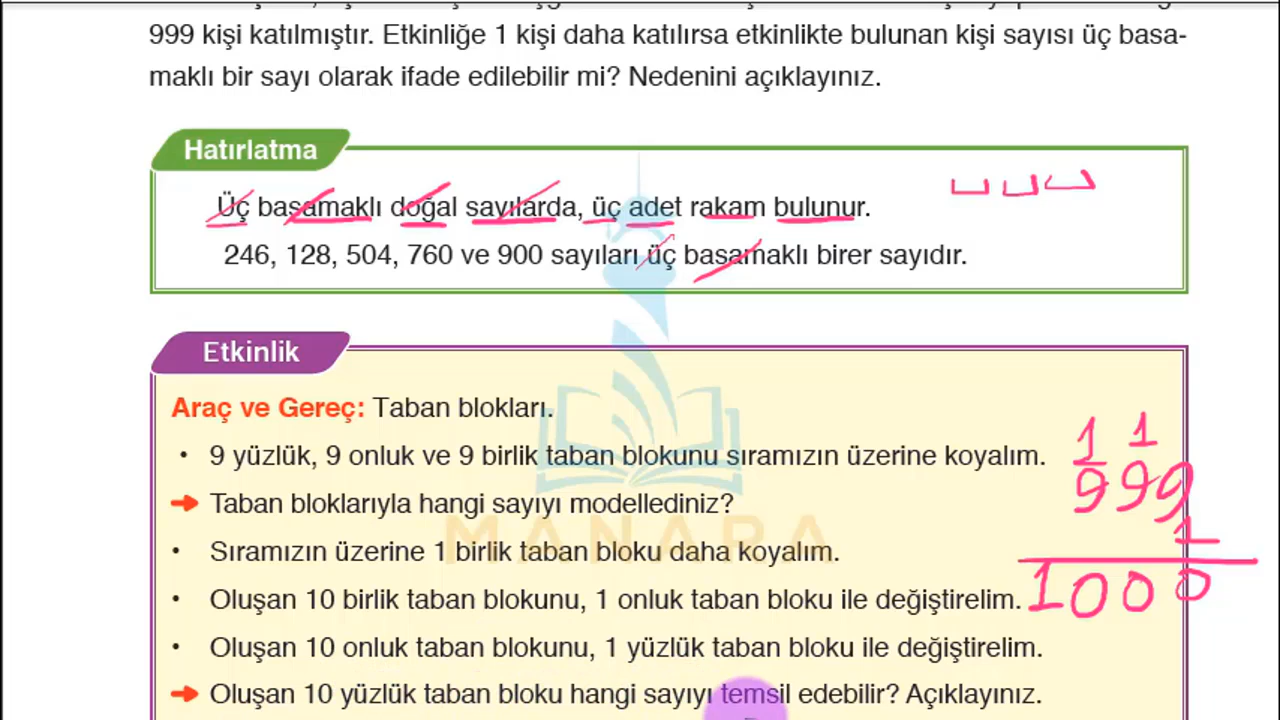 999 kişi katılmıştır. Etkinliğe 1 kişi daha katılırsa etkinlikte bulunan kişi sayısı üç basa-
maklı bir sayı olarak ifade edilebilir mi? Nedenini açıklayınız.
Hatırlatma
Üç basamaklı doğal sayılarda, üç adet rakam bulunur.
246, 128, 504, 760 ve 900 sayıları üç basamaklı birer sayıdır.
Etkinlik
Araç ve Gereç: Taban blokları.
• 9 yüzlük, 9 onluk ve 9 birlik taban blokunu sıramızın üzerine koyalım.
Taban bloklarıyla hangi sayıyı modellediniz?
• Sıramızın üzerine 1 birlik taban bloku daha koyalım.
• Oluşan 10 birlik taban blokunu, 1 onluk taban bloku ile değiştirelim.
• Oluşan 10 onluk taban blokunu, 1 yüzlük taban bloku ile değiştirelim.
Oluşan 10 yüzlük taban bloku hangi sayıyı temsil edebilir? Açıklayınız.
1 1
999
1
1000
MANARA